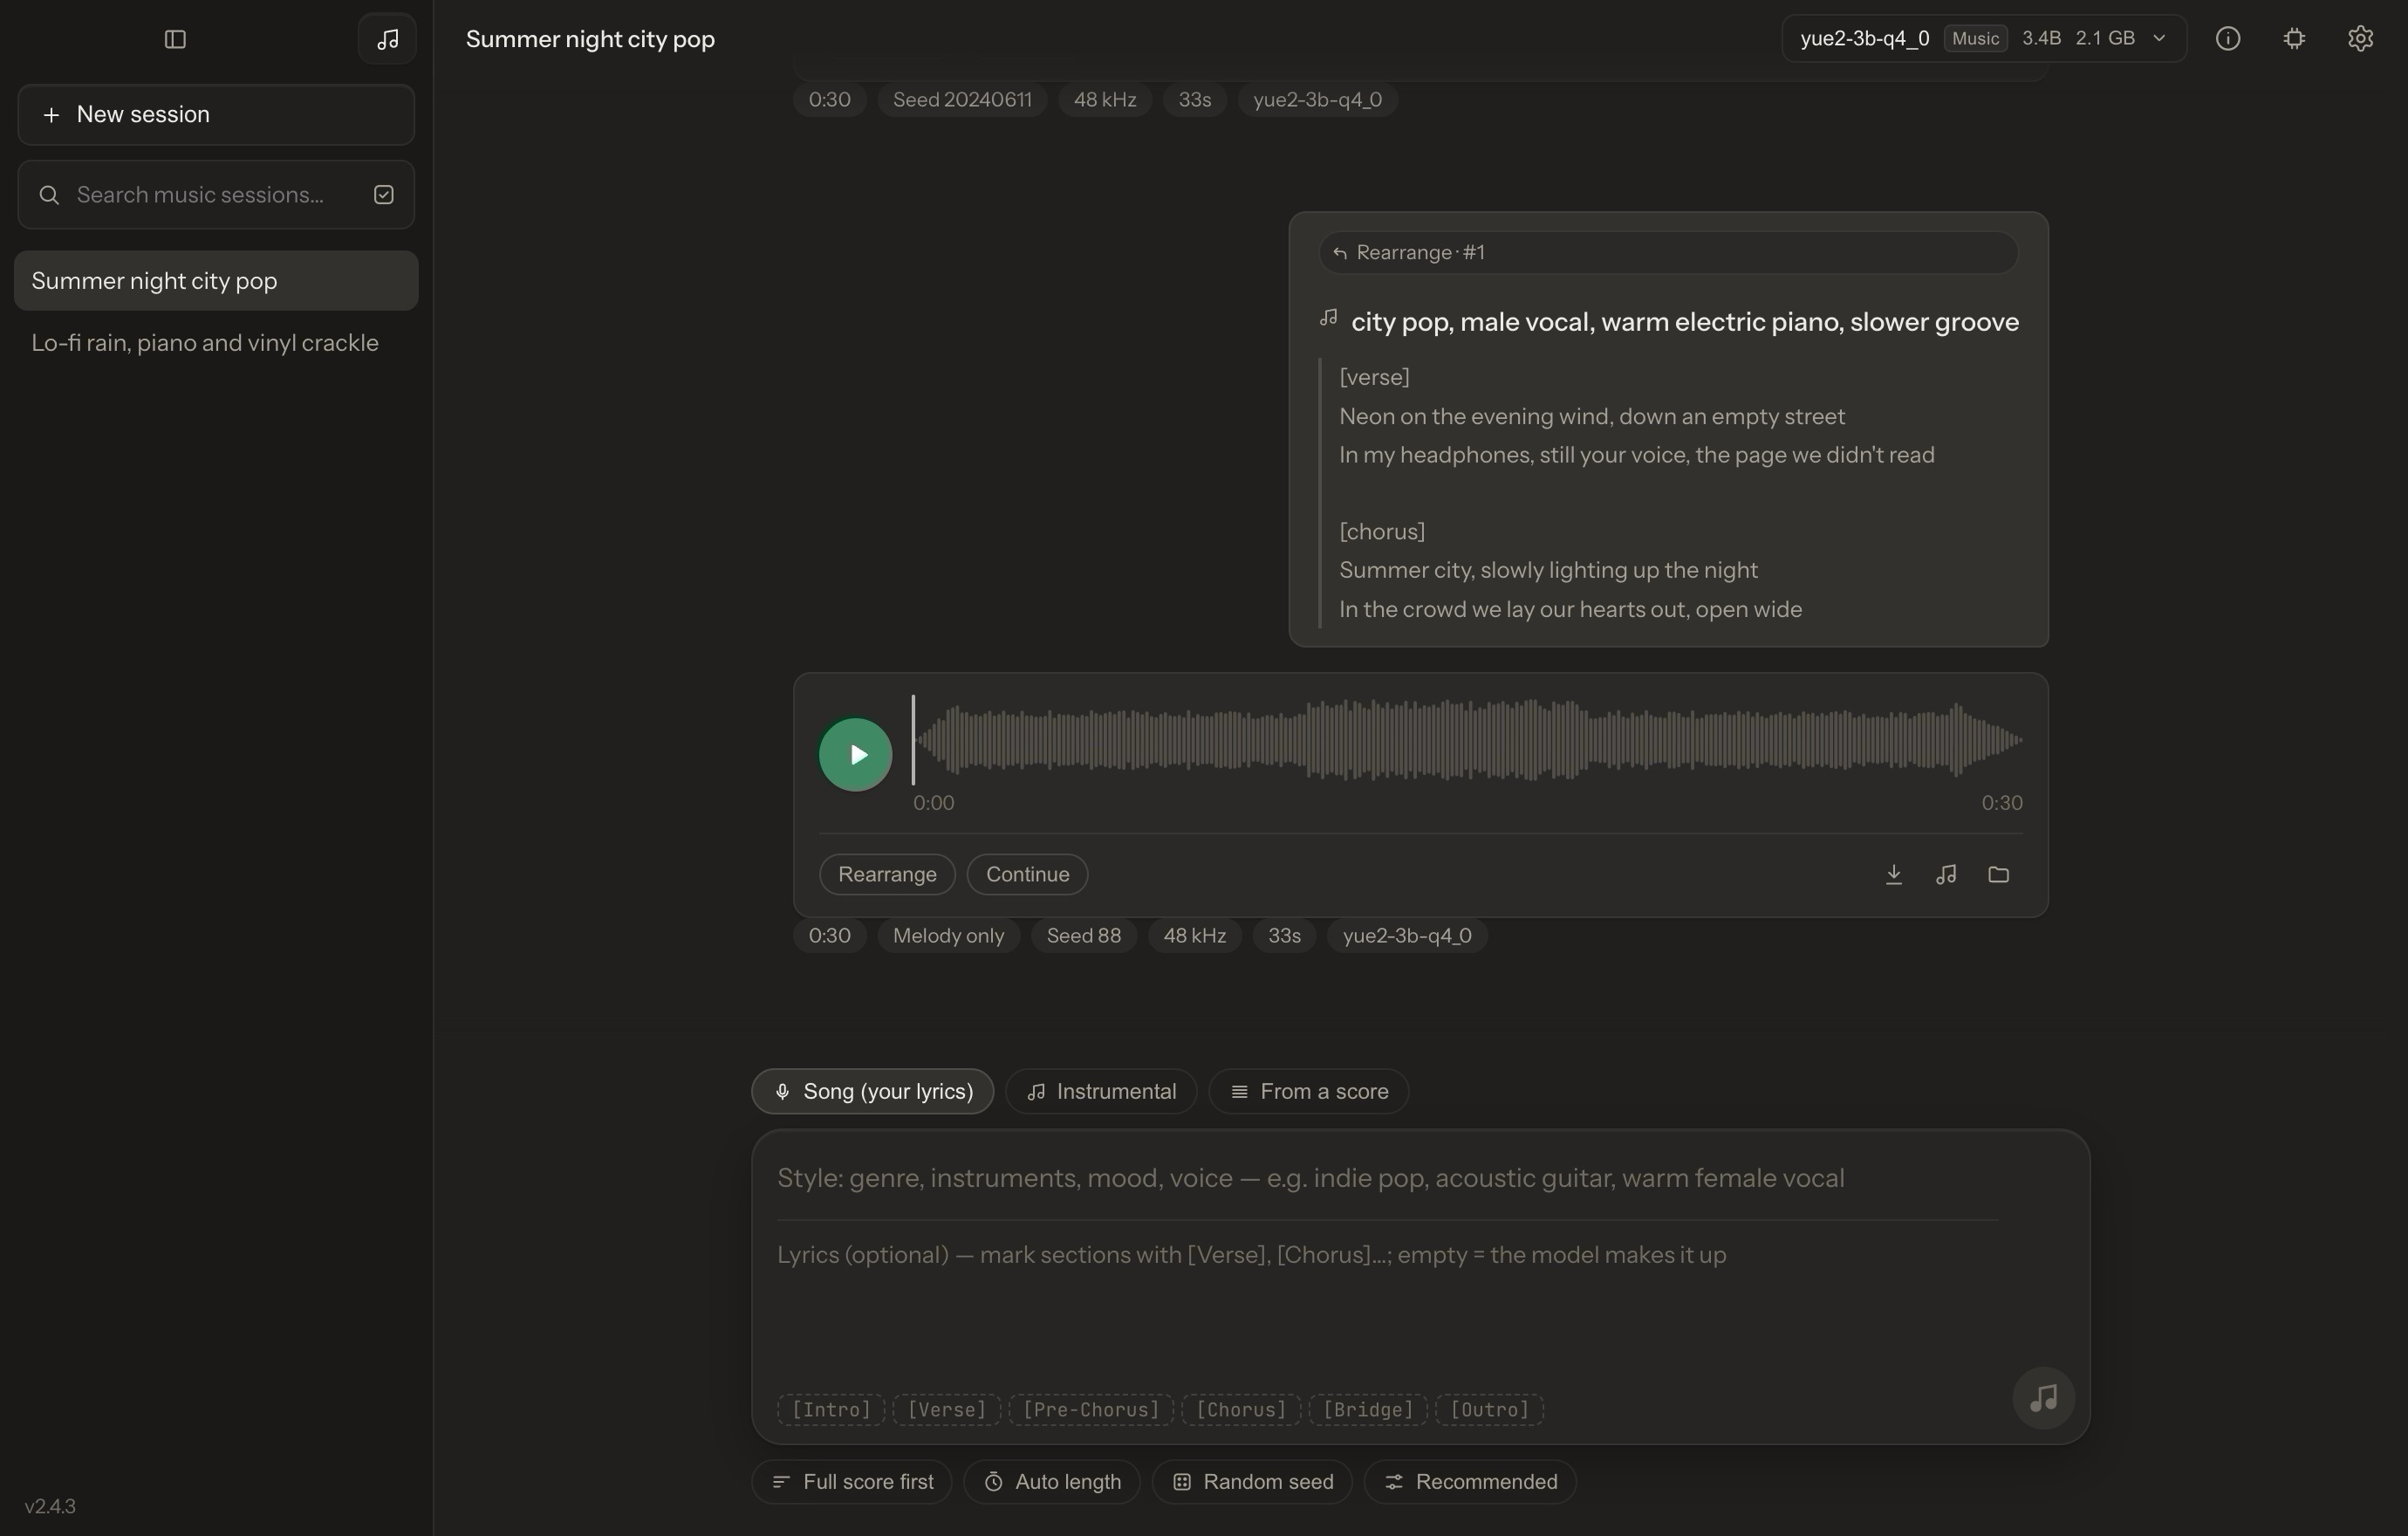 Summer night city pop
yue2-3b-q4_0 Music 3.4B 2.1 GB
New session
Search music sessions...
Summer night city pop
Lo-fi rain, piano and vinyl crackle
v2.4.3
0:30 Seed 20240611 48 kHz 33s yue2-3b-q4_0
Rearrange · #1
city pop, male vocal, warm electric piano, slower groove
[verse]
Neon on the evening wind, down an empty street
In my headphones, still your voice, the page we didn't read
[chorus]
Summer city, slowly lighting up the night
In the crowd we lay our hearts out, open wide
0:00 0:30
Rearrange Continue
0:30 Melody only Seed 88 48 kHz 33s yue2-3b-q4_0
Song (your lyrics) Instrumental From a score
Style: genre, instruments, mood, voice — e.g. indie pop, acoustic guitar, warm female vocal
Lyrics (optional) — mark sections with [Verse], [Chorus]...; empty = the model makes it up
[Intro] [Verse] [Pre-Chorus] [Chorus] [Bridge] [Outro]
Full score first Auto length Random seed Recommended